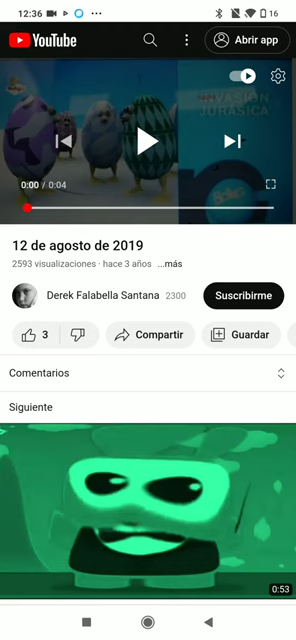 12:36
16
YouTube
Abrir app
INVASIÓN
JURÁSICA
0:00 / 0:04
12 de agosto de 2019
2593 visualizaciones · hace 3 años ...más
Derek Falabella Santana 2300
Suscribirme
3
Compartir
Guardar
Comentarios
Siguiente
0:53